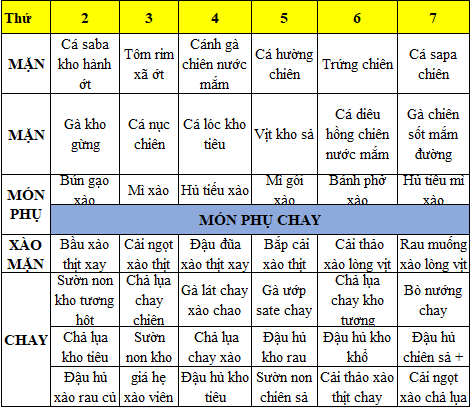 Thứ 2 3 4 5 6 7
MẶN
Cá saba
kho hành
ớt
Tôm rim
xã ớt
Cánh gà
chiên nước
mắm
Cá hường
chiên
Trứng chiên
Cá sapa
chiên
MẶN
Gà kho
gừng
Cá nục
chiên
Cá lóc kho
tiêu
Vịt kho sả
Cá diêu
hồng chiên
nước mắm
Gà chiên
sốt mắm
đường
MÓN
PHỤ
Bún gạo
xào
Mì xào
Hủ tiếu xào
Mì gói
xào
Bánh phở
xào
Hủ tiếu mì
xào
MÓN PHỤ CHAY
XÀO
MẶN
Bầu xào
thịt xay
Cải ngọt
xào thịt
Đậu đũa
xào thịt xay
Bắp cải
xào thịt
Cải thảo
xào lòng vịt
Rau muống
xào lòng vịt
CHAY
Sườn non
kho tương
hột
Chả lụa
chay
chiên
Gà lát chay
xào chao
Gà ướp
sate chay
Chả lụa
chay kho
tương
Bò nướng
chay
Chả lụa
kho tiêu
Sườn
non kho
Chả lụa
chay xào
Đậu hủ
kho rau
Đậu hủ kho
khổ
Đậu hủ
chiên sả +
Đậu hủ
xào rau củ
giá hẹ
xào viên
Đậu hủ kho
tiêu
Sườn non
chiên sả
Cải thảo xào
thịt chay
Cải ngọt
xào chả lụa